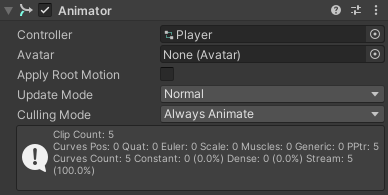 Animator
Controller Player
Avatar None (Avatar)
Apply Root Motion
Update Mode Normal
Culling Mode Always Animate
Clip Count: 5
Curves Pos: 0 Quat: 0 Euler: 0 Scale: 0 Muscles: 0 Generic: 0 PPtr: 5
Curves Count: 5 Constant: 0 (0.0%) Dense: 0 (0.0%) Stream: 5
(100.0%)